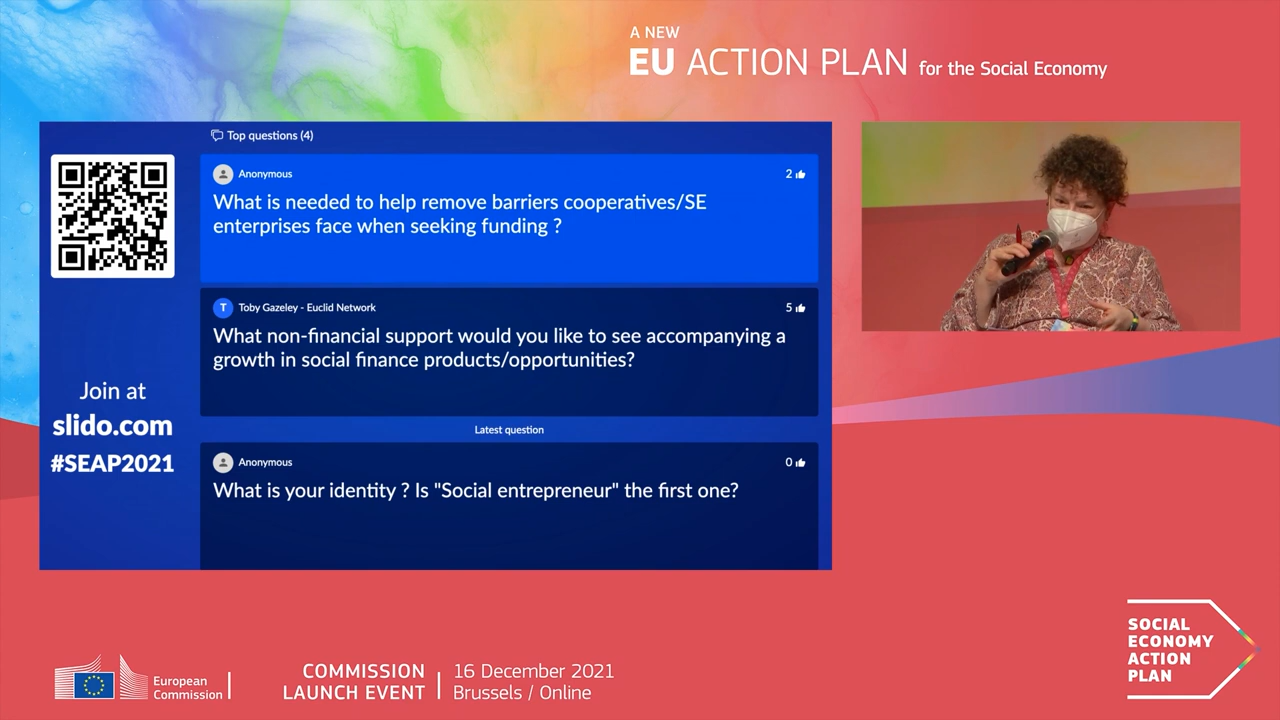 A NEW
EU ACTION PLAN for the Social Economy
Top questions (4)
Anonymous
2
What is needed to help remove barriers cooperatives/SE
enterprises face when seeking funding ?
T
Toby Gazeley - Euclid Network
5
What non-financial support would you like to see accompanying a
growth in social finance products/opportunities?
Latest question
Anonymous
0
What is your identity ? Is "Social entrepreneur" the first one?
Join at
slido.com
#SEAP2021
European
Commission
COMMISSION
LAUNCH EVENT
16 December 2021
Brussels / Online
SOCIAL
ECONOMY
ACTION
PLAN